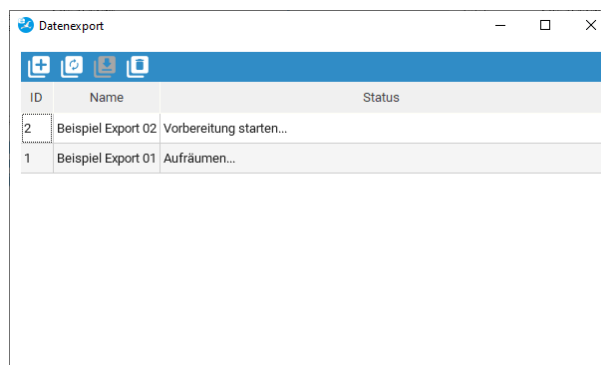 Datenexport
ID Name Status
2 Beispiel Export 02 Vorbereitung starten...
1 Beispiel Export 01 Aufräumen...